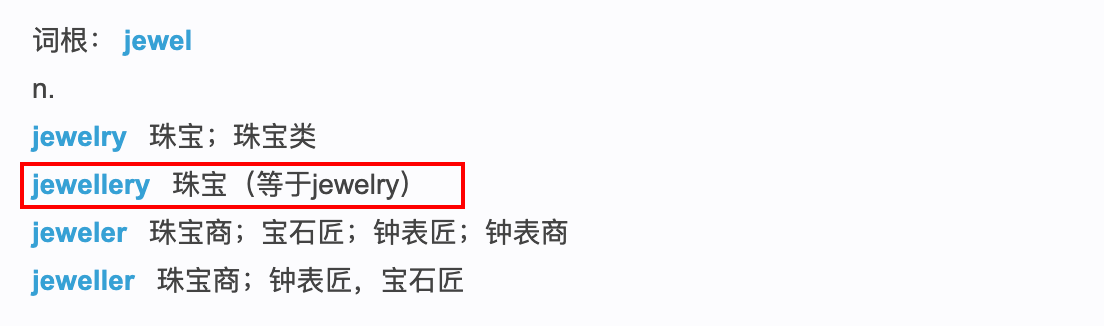 词根： jewel
n.
jewelry 珠宝；珠宝类
jewellery 珠宝（等于jewelry）
jeweler 珠宝商；宝石匠；钟表匠；钟表商
jeweller 珠宝商；钟表匠，宝石匠